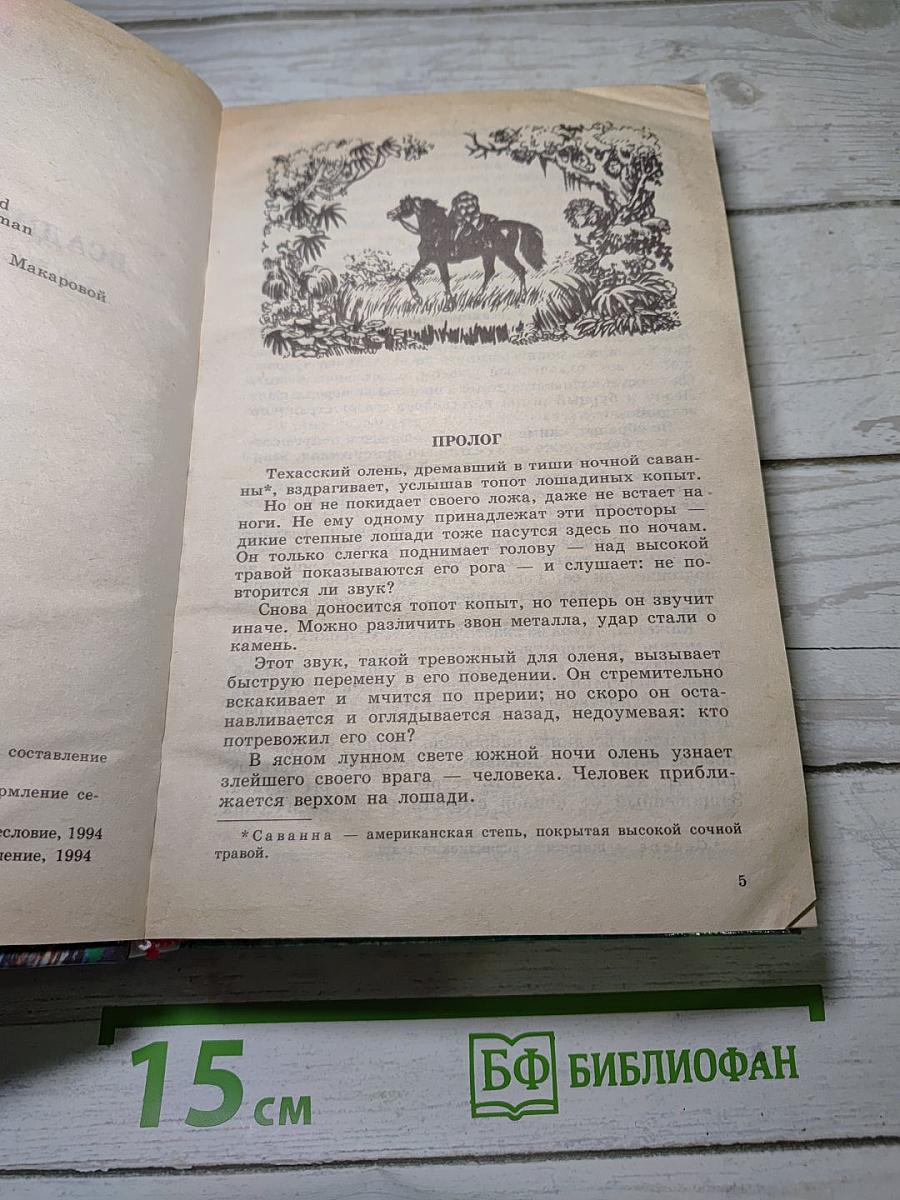 d
man
Макаровой
составление
рмление се-
есловие, 1994
ление, 1994
ПРОЛОГ
Техасский олень, дремавший в тиши ночной саван-
ны*, вздрагивает, услышав топот лошадиных копыт.
Но он не покидает своего ложа, даже не встает на
ноги. Не ему одному принадлежат эти просторы —
дикие степные лошади тоже пасутся здесь по ночам.
Он только слегка поднимает голову — над высокой
травой показываются его рога — и слушает: не по-
вторится ли звук?
Снова доносится топот копыт, но теперь он звучит
иначе. Можно различить звон металла, удар стали о
камень.
Этот звук, такой тревожный для оленя, вызывает
быструю перемену в его поведении. Он стремительно
вскакивает и мчится по прерии; но скоро он оста-
навливается и оглядывается назад, недоумевая: кто
потревожил его сон?
В ясном лунном свете южной ночи олень узнает
злейшего своего врага — человека. Человек прибли-
жается верхом на лошади.
*Саванна — американская степь, покрытая высокой сочной
травой.
5
15 см
БФ БИБЛИОФАН